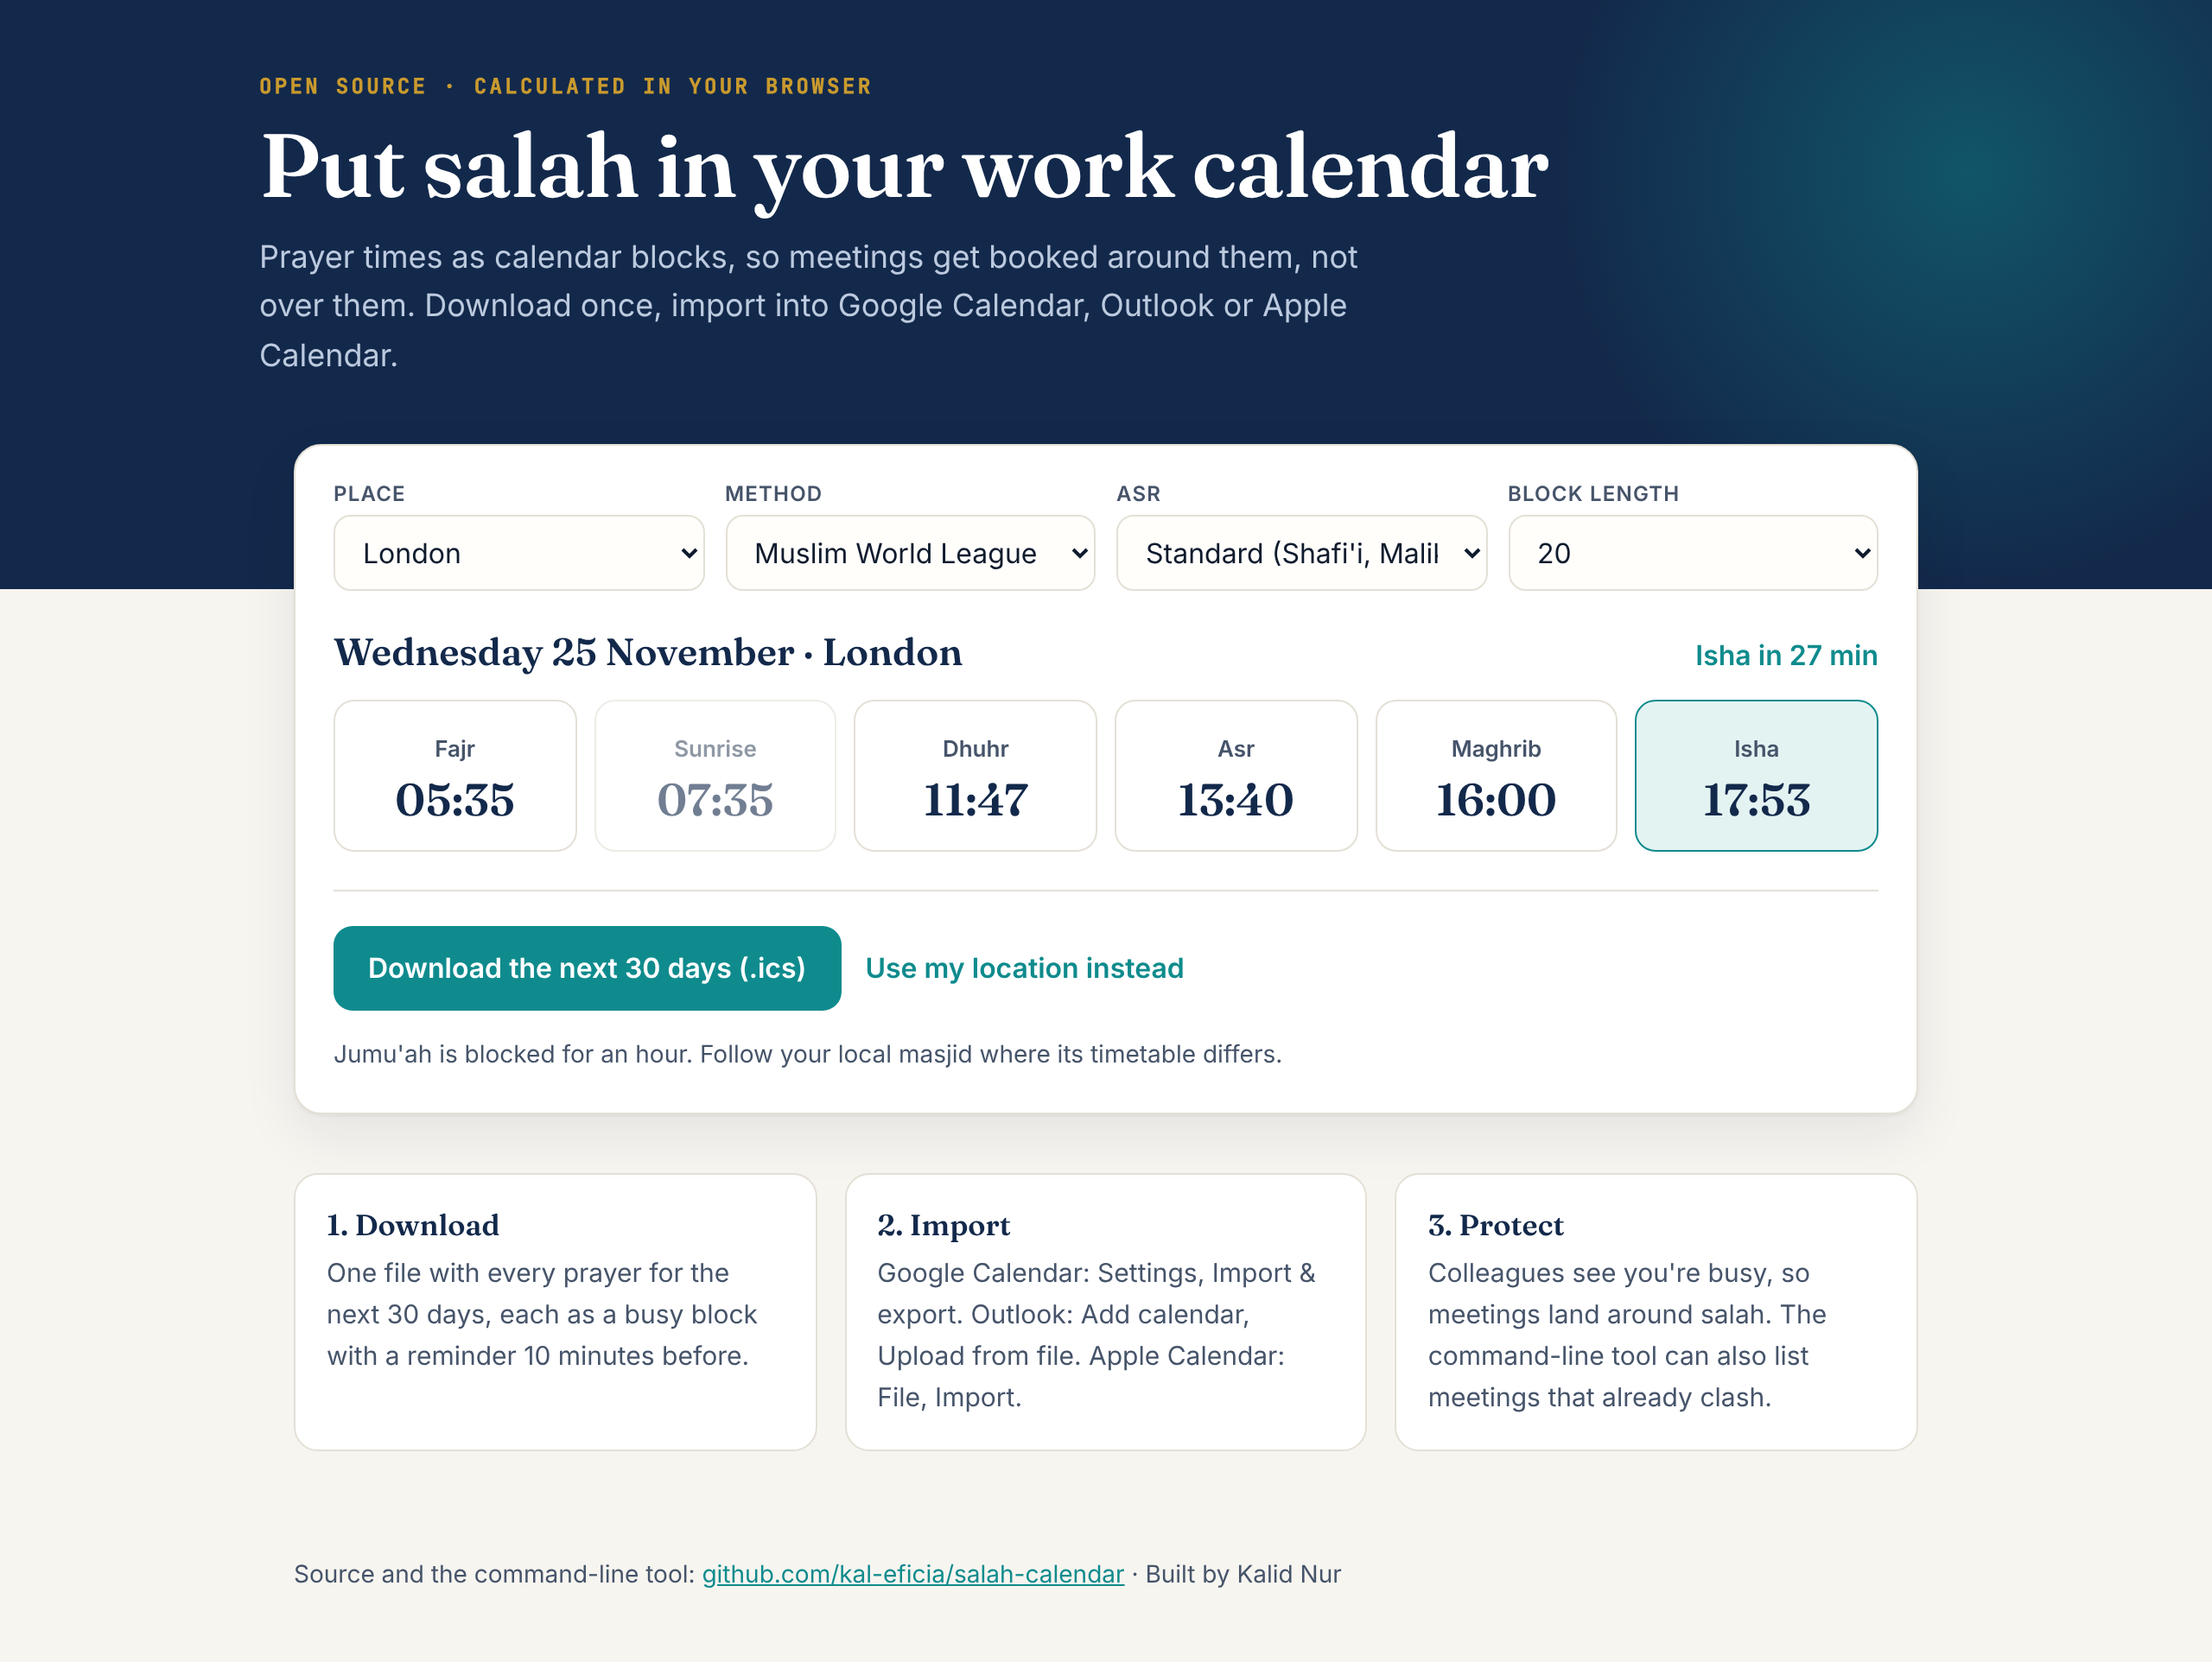 OPEN SOURCE · CALCULATED IN YOUR BROWSER
Put salah in your work calendar
Prayer times as calendar blocks, so meetings get booked around them, not
over them. Download once, import into Google Calendar, Outlook or Apple
Calendar.
PLACE
London
METHOD
Muslim World League
ASR
Standard (Shafi'i, Malik
BLOCK LENGTH
20
Wednesday 25 November · London
Isha in 27 min
Fajr
05:35
Sunrise
07:35
Dhuhr
11:47
Asr
13:40
Maghrib
16:00
Isha
17:53
Download the next 30 days (.ics)
Use my location instead
Jumu'ah is blocked for an hour. Follow your local masjid where its timetable differs.
1. Download
One file with every prayer for the
next 30 days, each as a busy block
with a reminder 10 minutes before.
2. Import
Google Calendar: Settings, Import &
export. Outlook: Add calendar,
Upload from file. Apple Calendar:
File, Import.
3. Protect
Colleagues see you're busy, so
meetings land around salah. The
command-line tool can also list
meetings that already clash.
Source and the command-line tool: github.com/kal-eficia/salah-calendar · Built by Kalid Nur